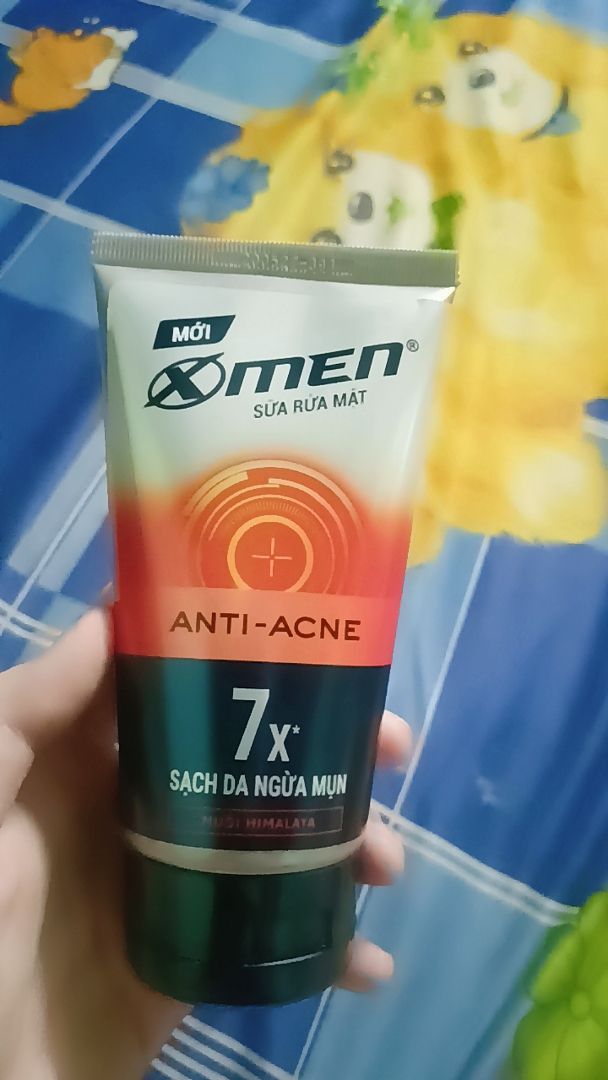 MỚI
XMEN®
SỮA RỬA MẶT
ANTI-ACNE
7X*
SẠCH DA NGỪA MỤN
MUỐI HIMALAYA